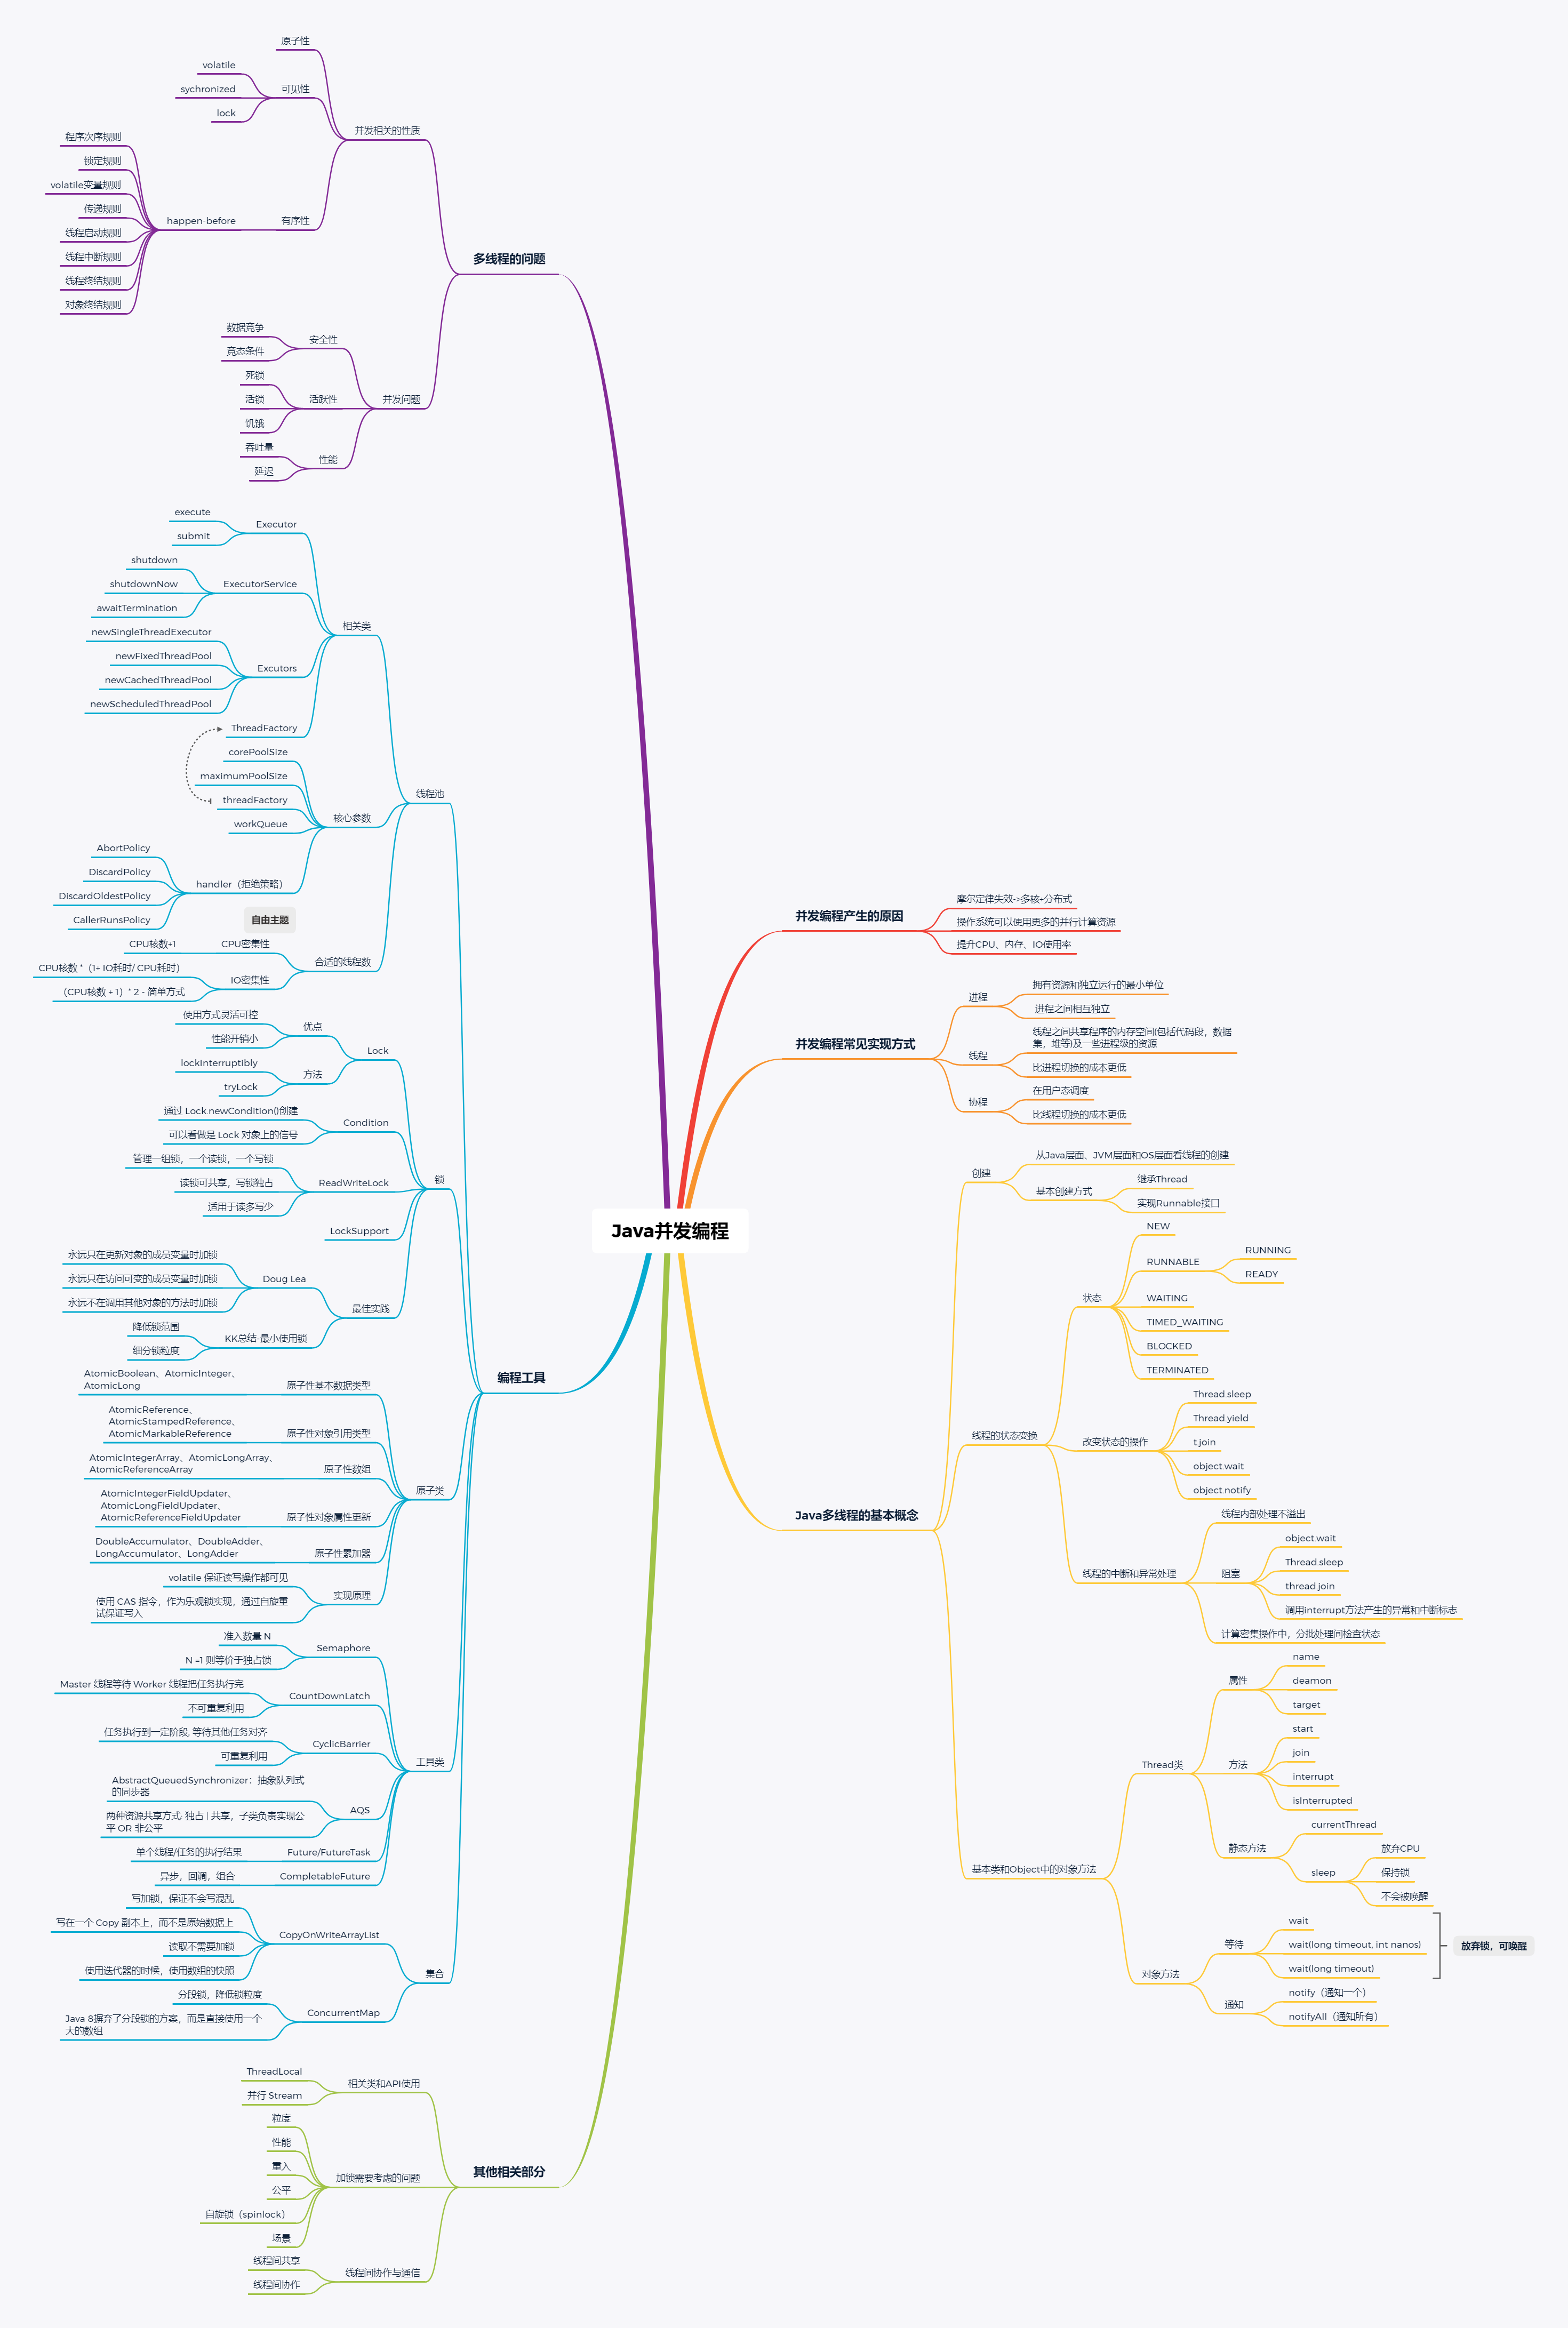 Java并发编程
并发编程产生的原因
摩尔定律失效->多核+分布式
操作系统可以使用更多的并行计算资源
提升CPU、内存、IO使用率
并发编程常见实现方式
进程
拥有资源和独立运行的最小单位
进程之间相互独立
线程
线程之间共享程序的内存空间(包括代码段，数据
集，堆等)及一些进程级的资源
比进程切换的成本更低
协程
在用户态调度
比线程切换的成本更低
Java多线程的基本概念
创建
从Java层面、JVM层面和OS层面看线程的创建
基本创建方式
继承Thread
实现Runnable接口
线程的状态变换
状态
NEW
RUNNABLE
RUNNING
READY
WAITING
TIMED_WAITING
BLOCKED
TERMINATED
改变状态的操作
Thread.sleep
Thread.yield
t.join
object.wait
object.notify
线程的中断和异常处理
线程内部处理不溢出
阻塞
object.wait
Thread.sleep
thread.join
调用interrupt方法产生的异常和中断标志
计算密集操作中，分批处理间检查状态
基本类和Object中的对象方法
Thread类
属性
name
deamon
target
方法
start
join
interrupt
isInterrupted
静态方法
currentThread
sleep
放弃CPU
保持锁
不会被唤醒
对象方法
等待
wait
wait(long timeout, int nanos)
wait(long timeout)
放弃锁，可唤醒
通知
notify（通知一个）
notifyAll（通知所有）
多线程的问题
并发相关的性质
原子性
可见性
volatile
sychronized
lock
有序性
happen-before
程序次序规则
锁定规则
volatile变量规则
传递规则
线程启动规则
线程中断规则
线程终结规则
对象终结规则
并发问题
安全性
数据竞争
竟态条件
活跃性
死锁
活锁
饥饿
性能
吞吐量
延迟
编程工具
线程池
相关类
Executor
execute
submit
ExecutorService
shutdown
shutdownNow
awaitTermination
Excutors
newSingleThreadExecutor
newFixedThreadPool
newCachedThreadPool
newScheduledThreadPool
ThreadFactory
核心参数
corePoolSize
maximumPoolSize
threadFactory
workQueue
handler（拒绝策略）
AbortPolicy
DiscardPolicy
DiscardOldestPolicy
CallerRunsPolicy
自由主题
合适的线程数
CPU密集性
CPU核数+1
IO密集性
CPU核数 *（1+ IO耗时/ CPU耗时）
（CPU核数 + 1）* 2 - 简单方式
锁
Lock
优点
使用方式灵活可控
性能开销小
方法
lockInterruptibly
tryLock
Condition
通过 Lock.newCondition()创建
可以看做是 Lock 对象上的信号
ReadWriteLock
管理一组锁，一个读锁，一个写锁
读锁可共享，写锁独占
适用于读多写少
LockSupport
最佳实践
Doug Lea
永远只在更新对象的成员变量时加锁
永远只在访问可变的成员变量时加锁
永远不在调用其他对象的方法时加锁
KK总结-最小使用锁
降低锁范围
细分锁粒度
原子类
原子性基本数据类型
AtomicBoolean、AtomicInteger、
AtomicLong
原子性对象引用类型
AtomicReference、
AtomicStampedReference、
AtomicMarkableReference
原子性数组
AtomicIntegerArray、AtomicLongArray、
AtomicReferenceArray
原子性对象属性更新
AtomicIntegerFieldUpdater、
AtomicLongFieldUpdater、
AtomicReferenceFieldUpdater
原子性累加器
DoubleAccumulator、DoubleAdder、
LongAccumulator、LongAdder
实现原理
volatile 保证读写操作都可见
使用 CAS 指令，作为乐观锁实现，通过自旋重
试保证写入
工具类
Semaphore
准入数量 N
N =1 则等价于独占锁
CountDownLatch
Master 线程等待 Worker 线程把任务执行完
不可重复利用
CyclicBarrier
任务执行到一定阶段, 等待其他任务对齐
可重复利用
AQS
AbstractQueuedSynchronizer：抽象队列式
的同步器
两种资源共享方式: 独占 | 共享，子类负责实现公
平 OR 非公平
Future/FutureTask
单个线程/任务的执行结果
CompletableFuture
异步，回调，组合
集合
CopyOnWriteArrayList
写加锁，保证不会写混乱
写在一个 Copy 副本上，而不是原始数据上
读取不需要加锁
使用迭代器的时候，使用数组的快照
ConcurrentMap
分段锁，降低锁粒度
Java 8摒弃了分段锁的方案，而是直接使用一个
大的数组
其他相关部分
相关类和API使用
ThreadLocal
并行 Stream
加锁需要考虑的问题
粒度
性能
重入
公平
自旋锁（spinlock）
场景
线程间协作与通信
线程间共享
线程间协作